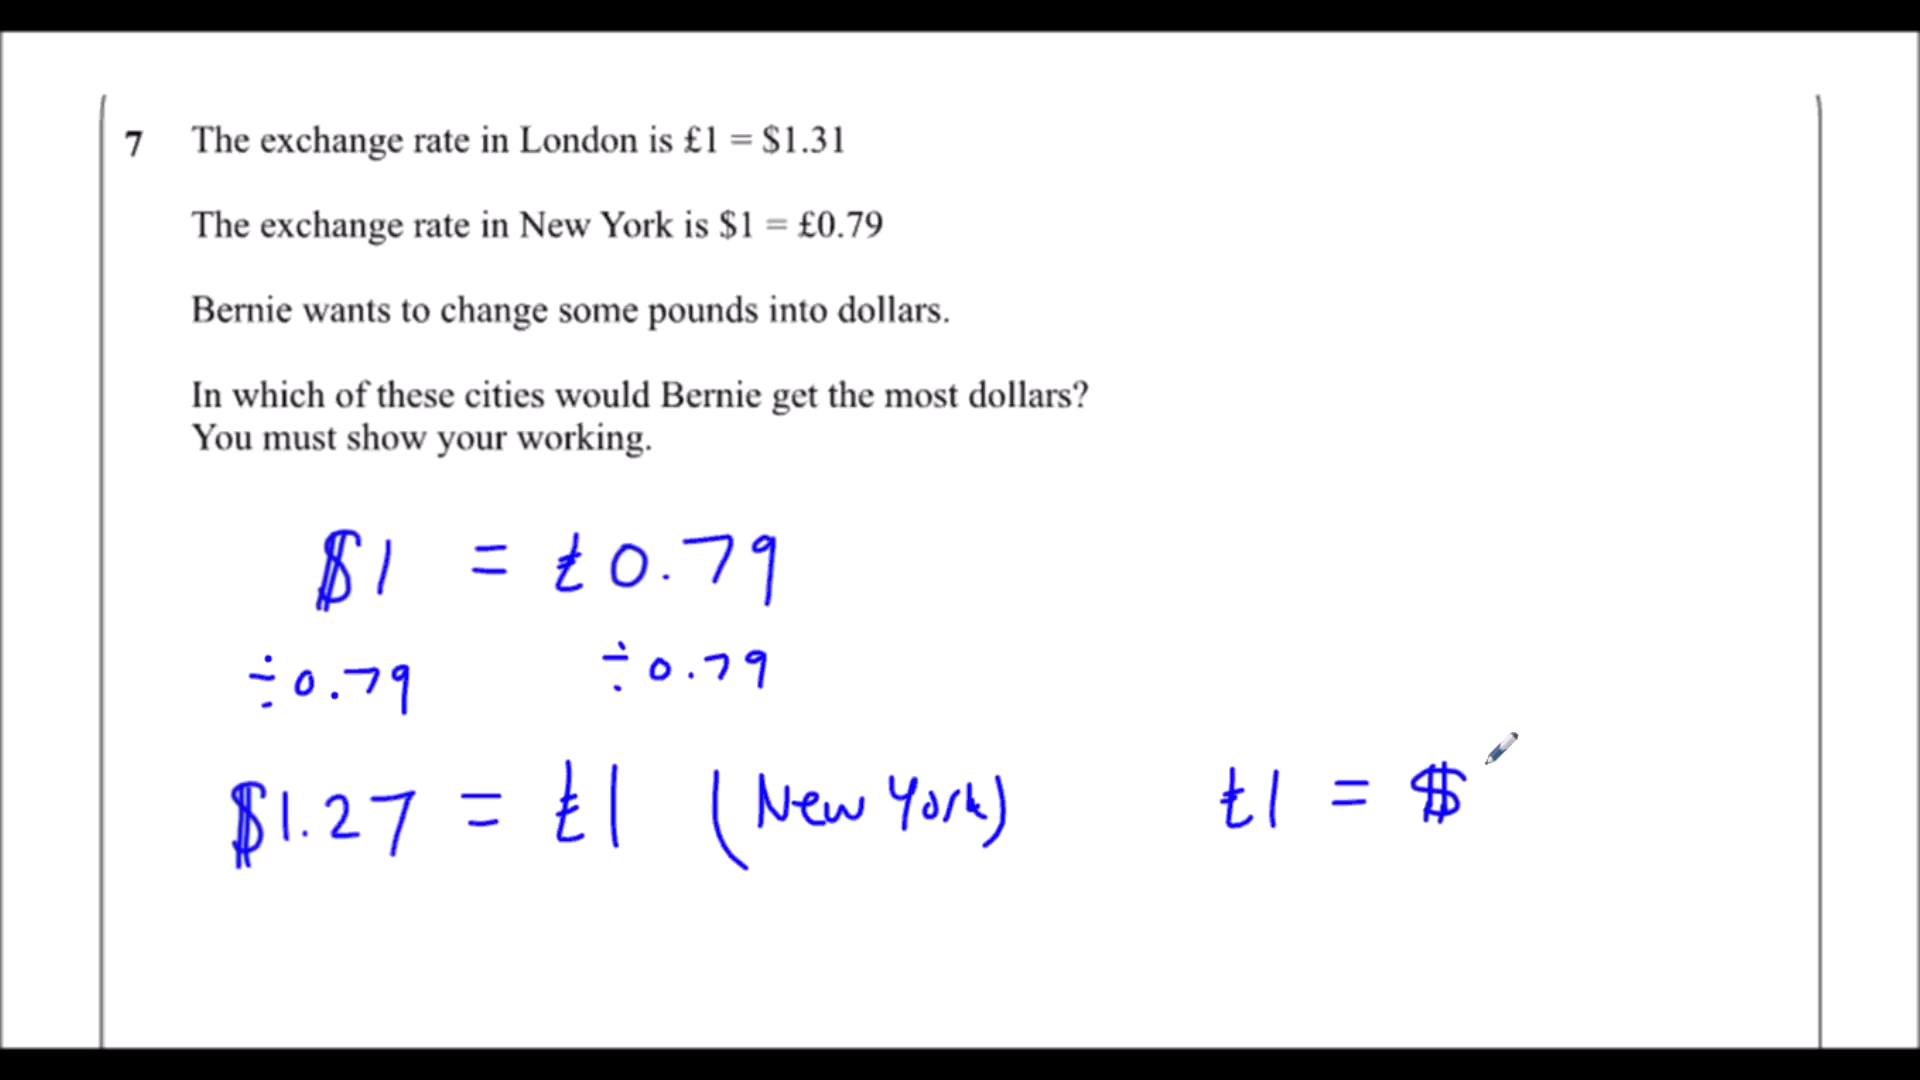 7 The exchange rate in London is £1 = $1.31
The exchange rate in New York is $1 = £0.79
Bernie wants to change some pounds into dollars.
In which of these cities would Bernie get the most dollars?
You must show your working.
$1 = £0.79
÷0.79 ÷0.79
$1.27 = £1 (New York) £1 = $